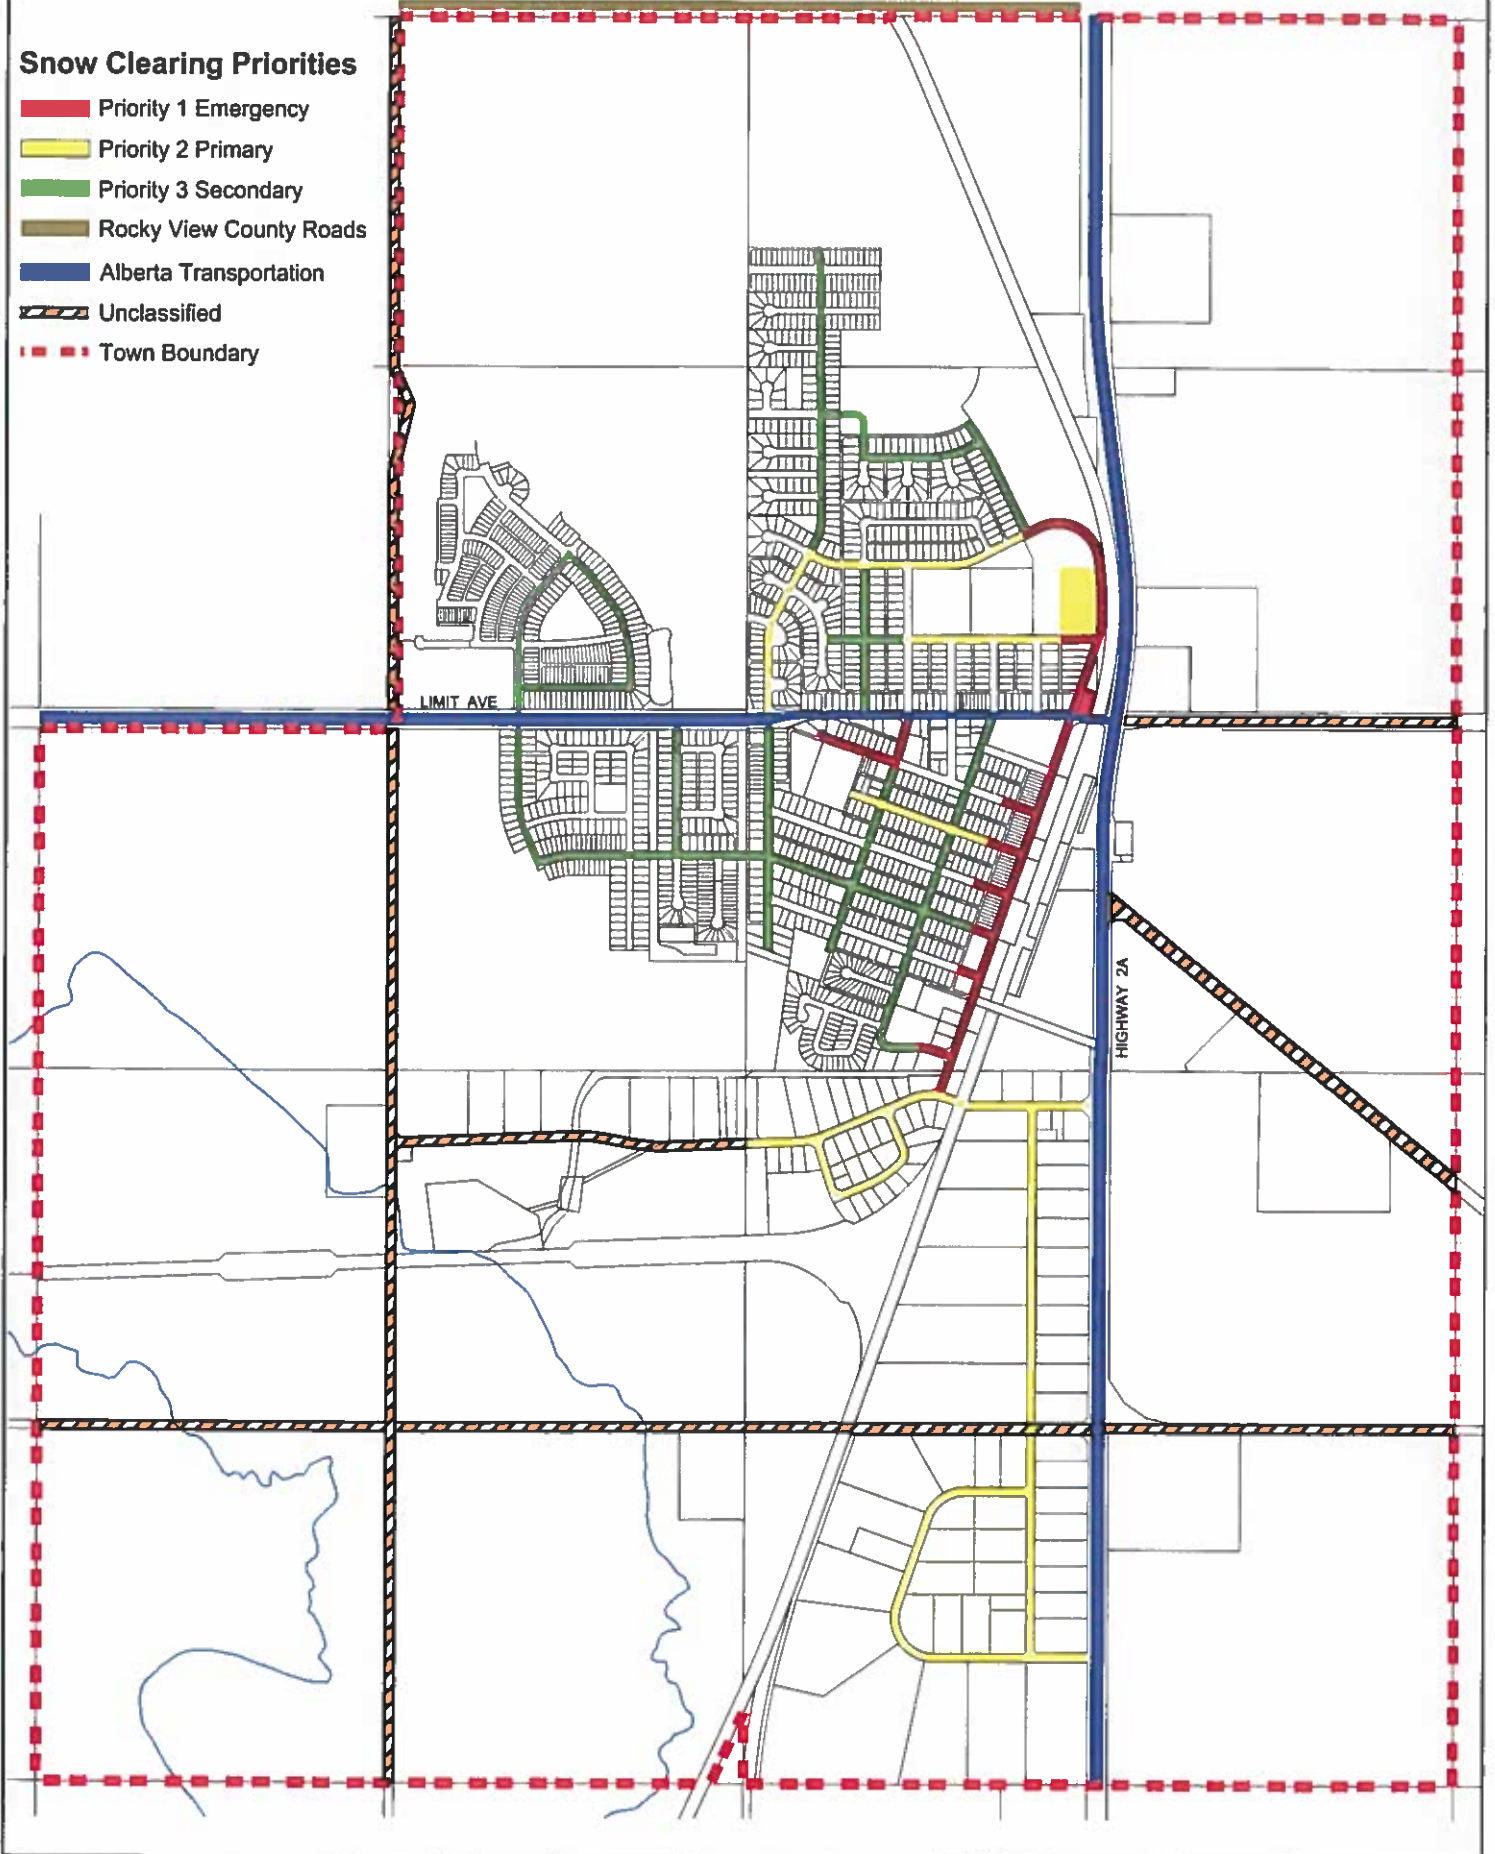 Snow Clearing Priorities
Priority 1 Emergency
Priority 2 Primary
Priority 3 Secondary
Rocky View County Roads
Alberta Transportation
Unclassified
Town Boundary
LIMIT AVE
HIGHWAY 2A